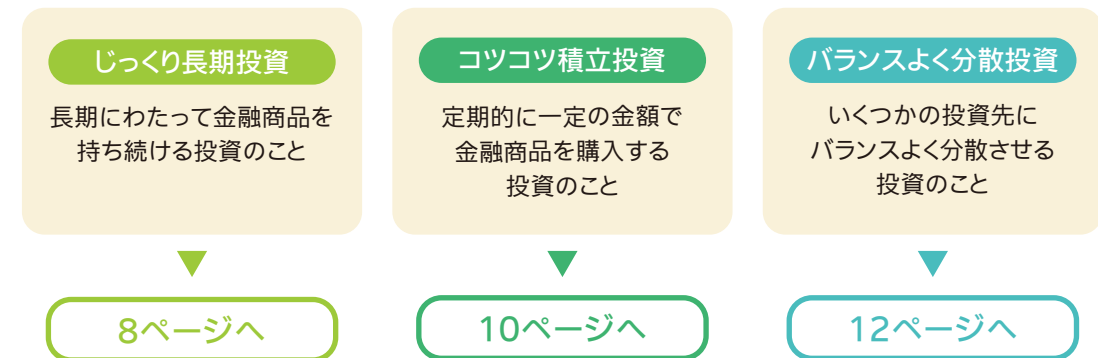 じっくり長期投資
長期にわたって金融商品を
持ち続ける投資のこと
8ページへ
コツコツ積立投資
定期的に一定の金額で
金融商品を購入する
投資のこと
10ページへ
バランスよく分散投資
いくつかの投資先に
バランスよく分散させる
投資のこと
12ページへ